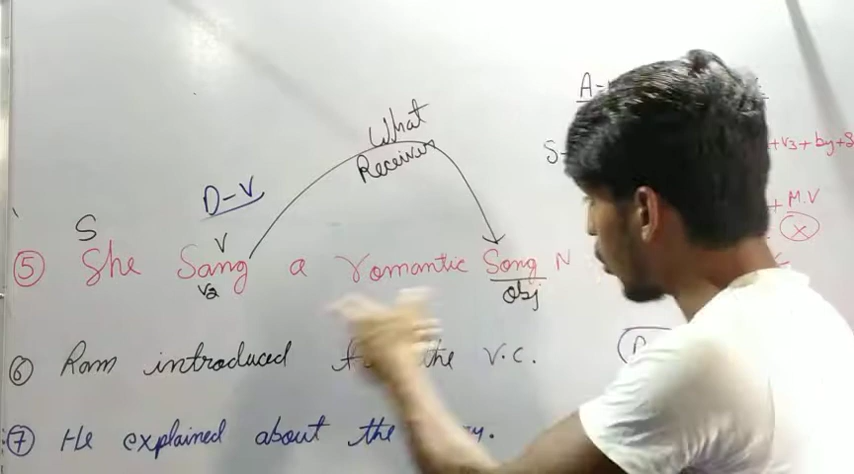 What
Receiver
+V3+by+
D-V
+ M.V
S
V
⑤ She Sang a romantic Song N
V2
obj
⑥ Ram introduced the V.C.
⑦ He explained about the